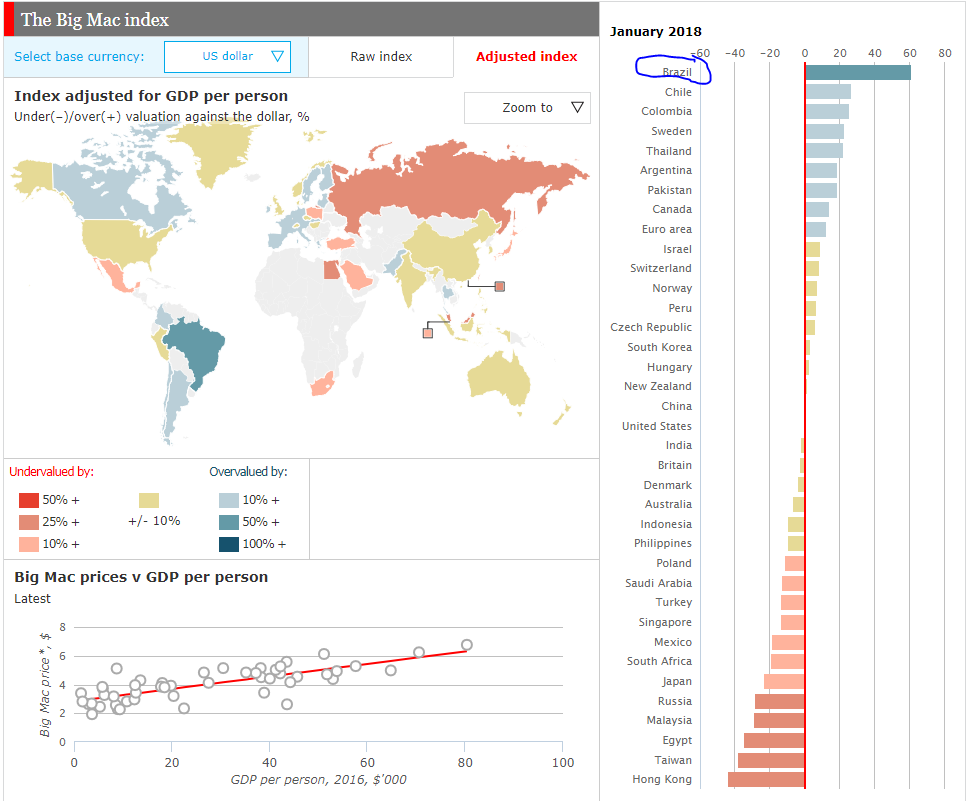 The Big Mac index
Select base currency:
US dollar
Raw index
Adjusted index
Index adjusted for GDP per person
Under(−)/over(+) valuation against the dollar, %
Zoom to
Undervalued by:
Overvalued by:
50% +
10% +
25% +
+/- 10%
50% +
10% +
100% +
Big Mac prices v GDP per person
Latest
Big Mac price*, $
8
6
4
2
0
0 20 40 60 80 100
GDP per person, 2016, $'000
January 2018
−60 −40 −20 0 20 40 60 80
Brazil
Chile
Colombia
Sweden
Thailand
Argentina
Pakistan
Canada
Euro area
Israel
Switzerland
Norway
Peru
Czech Republic
South Korea
Hungary
New Zealand
China
United States
India
Britain
Denmark
Australia
Indonesia
Philippines
Poland
Saudi Arabia
Turkey
Singapore
Mexico
South Africa
Japan
Russia
Malaysia
Egypt
Taiwan
Hong Kong